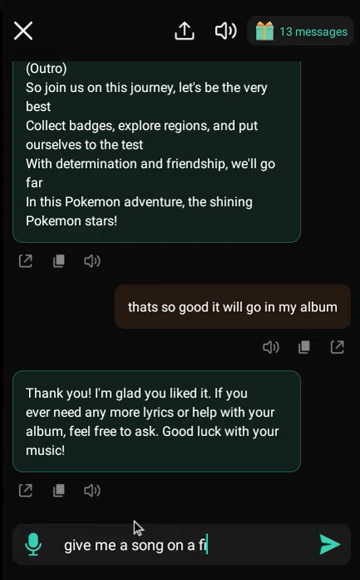 13 messages
(Outro)
So join us on this journey, let's be the very
best
Collect badges, explore regions, and put
ourselves to the test
With determination and friendship, we'll go
far
In this Pokemon adventure, the shining
Pokemon stars!
thats so good it will go in my album
Thank you! I'm glad you liked it. If you
ever need any more lyrics or help with your
album, feel free to ask. Good luck with your
music!
give me a song on a fi